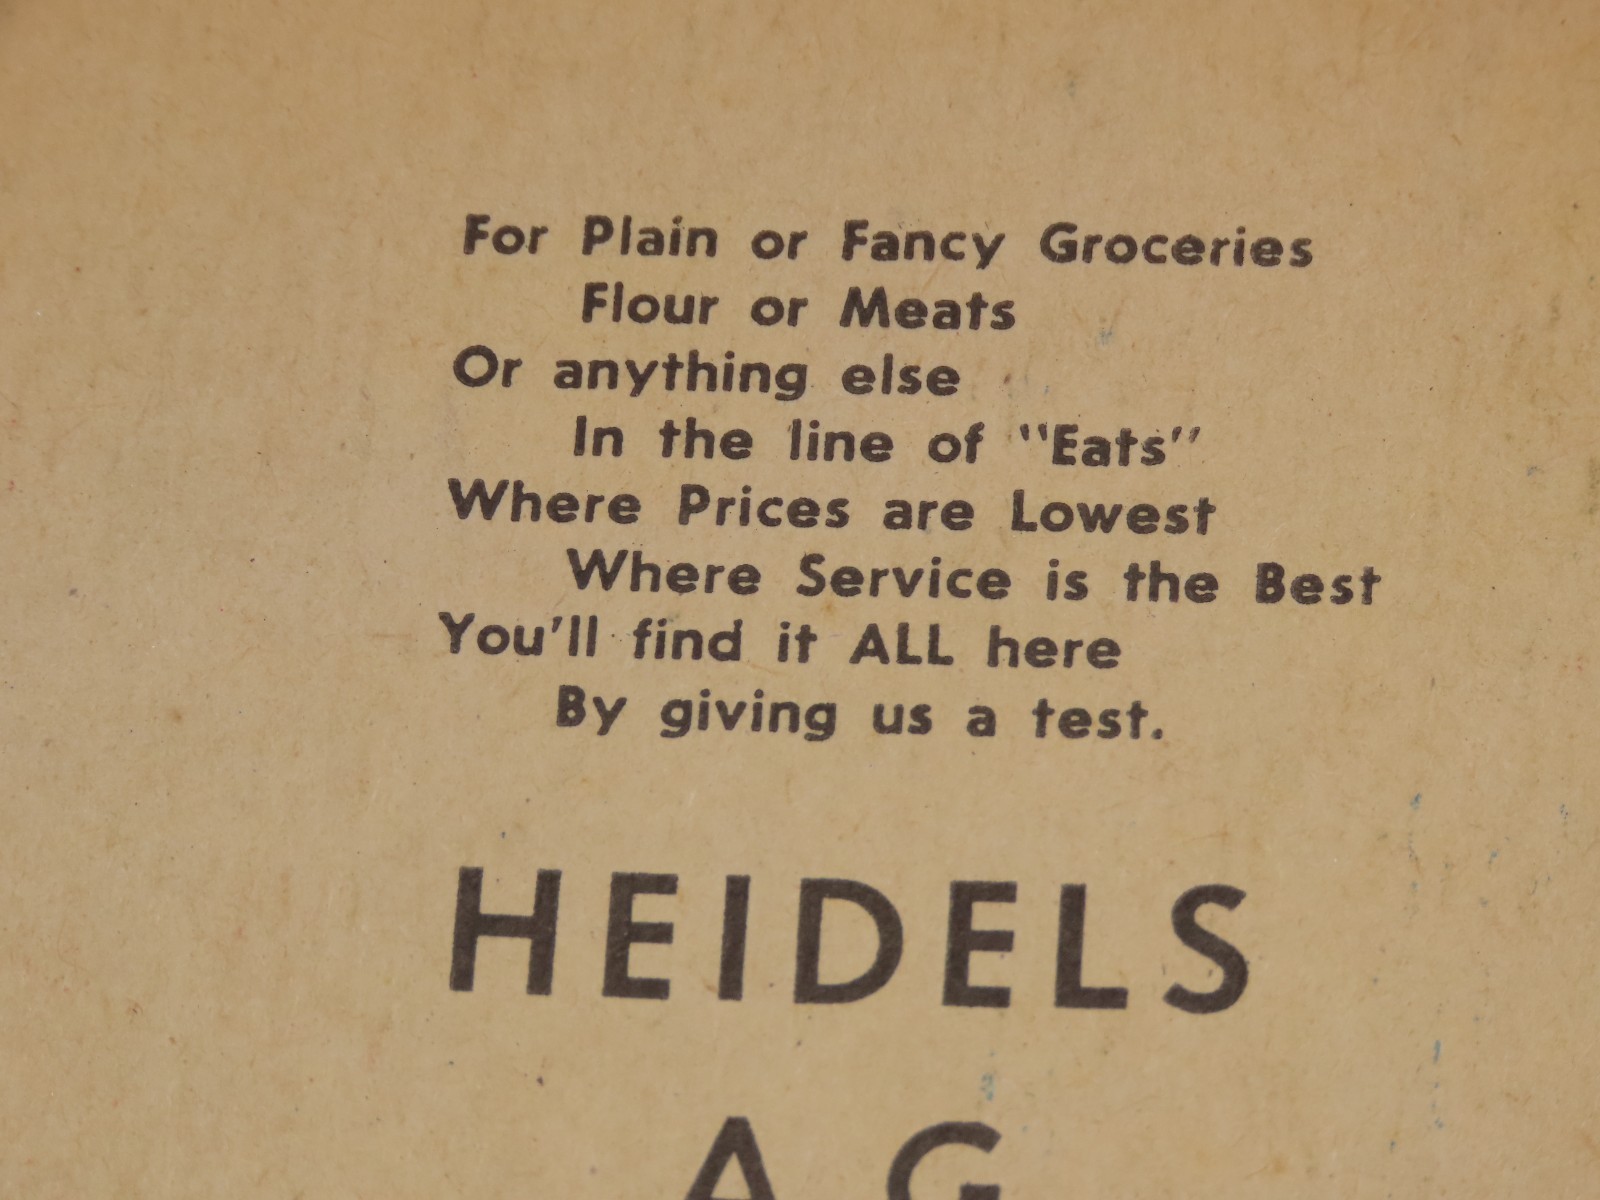 For Plain or Fancy Groceries
Flour or Meats
Or anything else
In the line of "Eats"
Where Prices are Lowest
Where Service is the Best
You'll find it ALL here
By giving us a test.
HEIDELS
A G